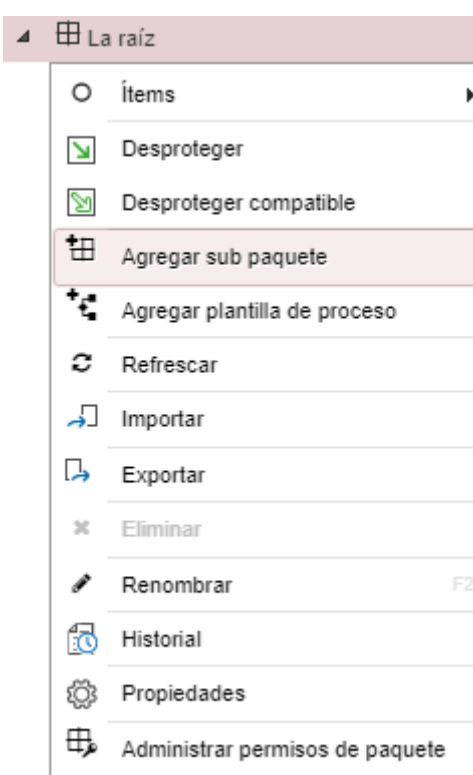 La raíz
Ítems
Desproteger
Desproteger compatible
Agregar sub paquete
Agregar plantilla de proceso
Refrescar
Importar
Exportar
Eliminar
Renombrar F2
Historial
Propiedades
Administrar permisos de paquete